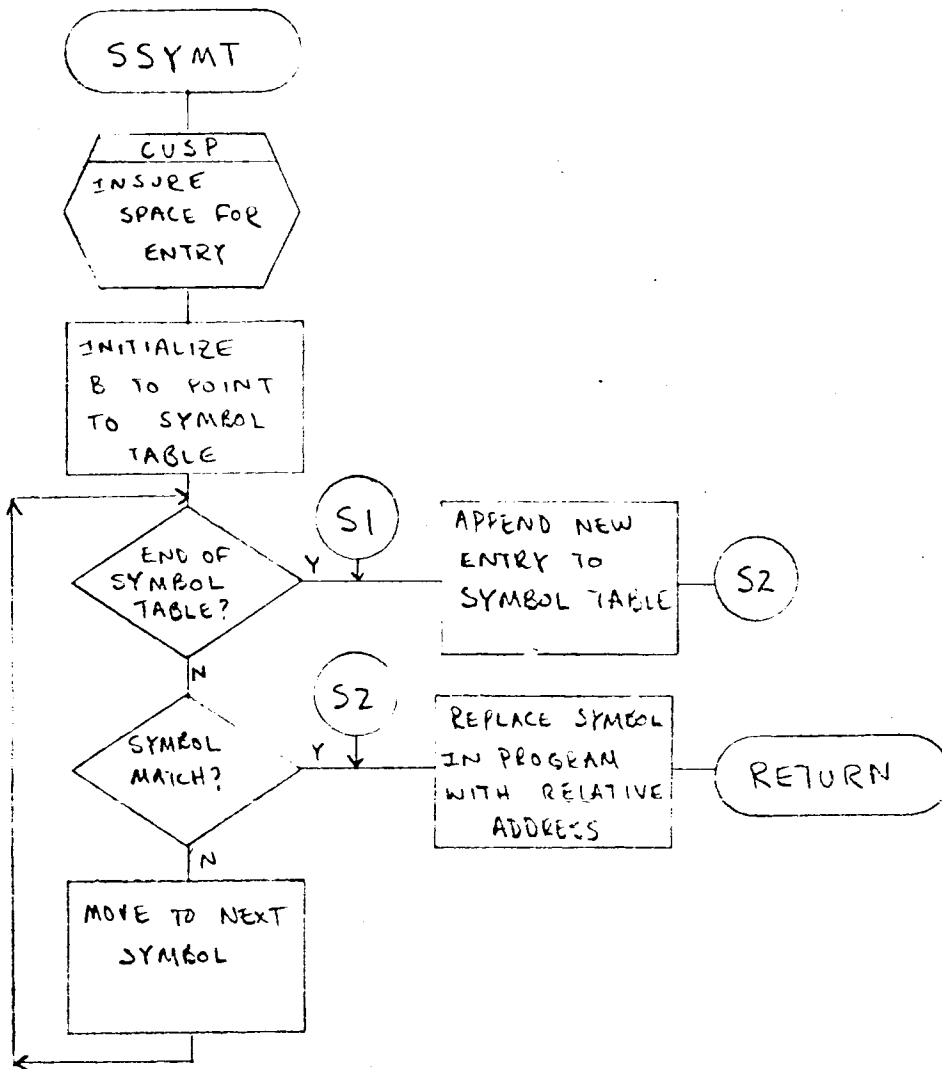 SSYMT
CUSP
INSURE
SPACE FOR
ENTRY
INITIALIZE
B TO POINT
TO SYMBOL
TABLE
END OF
SYMBOL
TABLE?
Y
N
S1
APPEND NEW
ENTRY TO
SYMBOL TABLE
S2
SYMBOL
MATCH?
Y
N
S2
REPLACE SYMBOL
IN PROGRAM
WITH RELATIVE
ADDRESS
RETURN
MOVE TO NEXT
SYMBOL